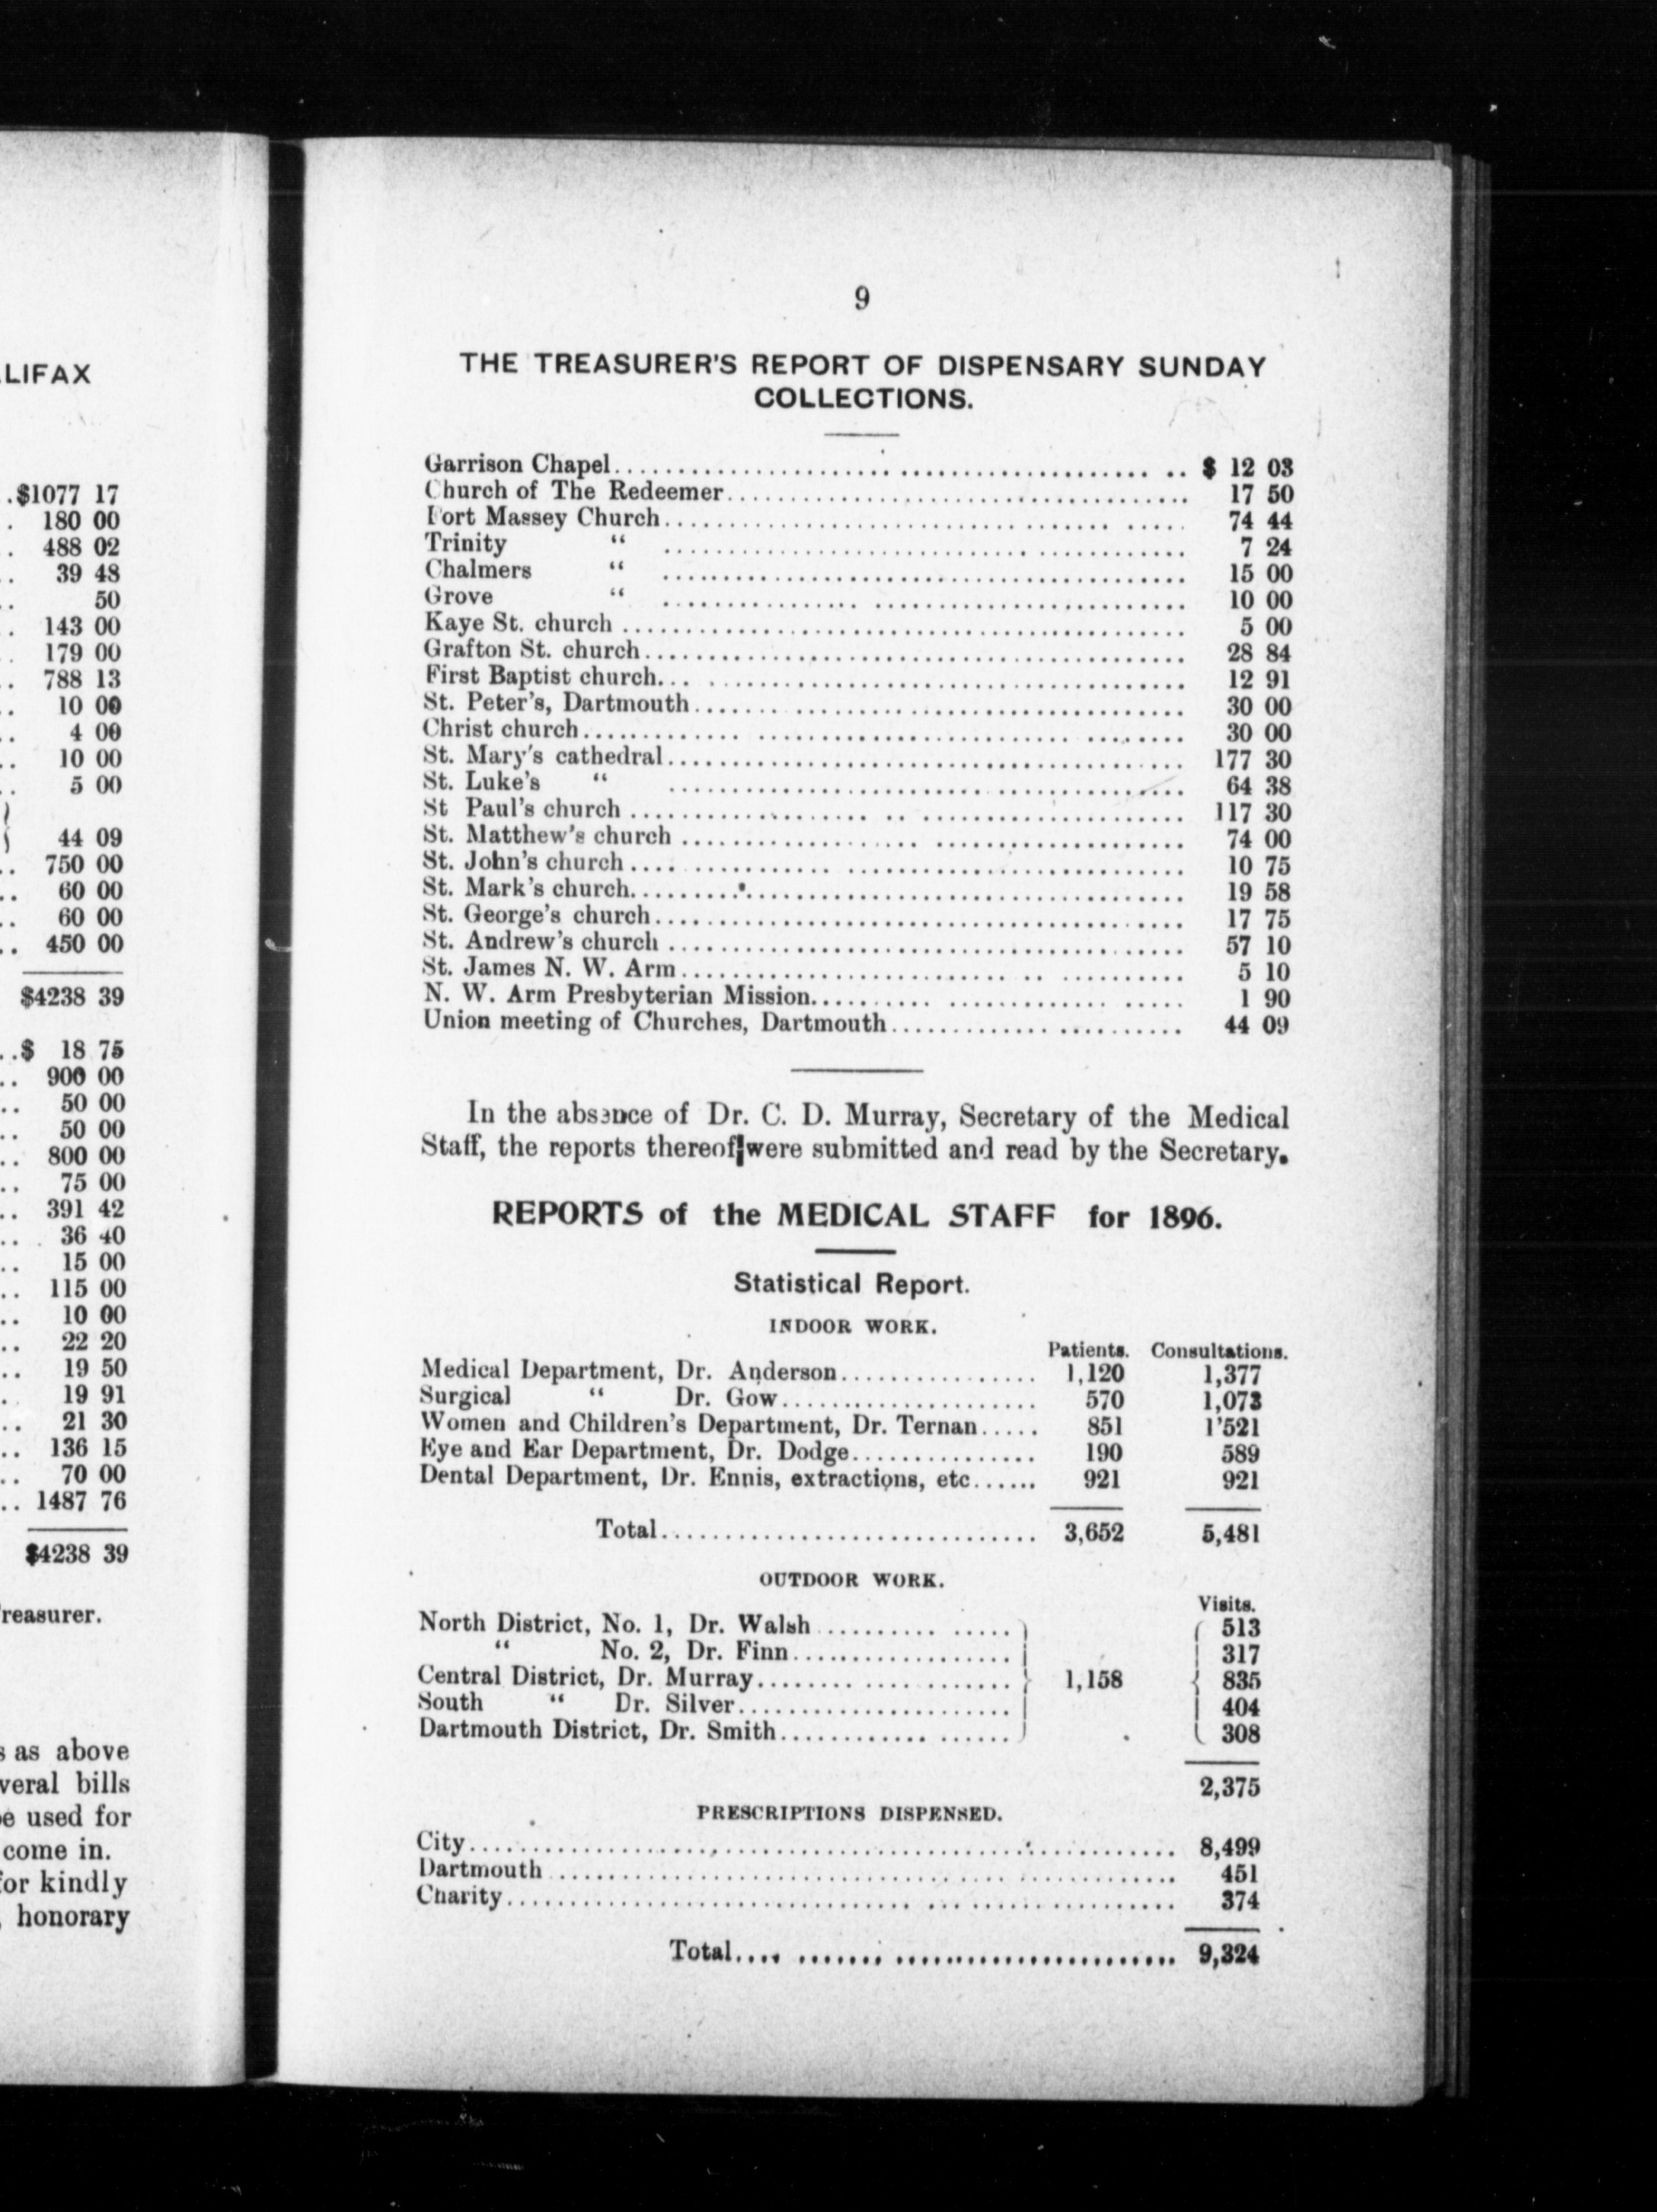 LIFAX
..$1077 17
. 180 00
.. 488 02
.. 39 48
.. 50
.. 143 00
. 179 00
.. 788 13
.. 10 00
.. 4 00
.. 10 00
.. 5 00
44 09
.. 750 00
.. 60 00
.. 60 00
.. 450 00
$4238 39
..$ 18 75
.. 900 00
.. 50 00
.. 50 00
.. 800 00
.. 75 00
.. 391 42
.. 36 40
.. 15 00
.. 115 00
.. 10 00
.. 22 20
.. 19 50
. 19 91
.. 21 30
.. 136 15
.. 70 00
.. 1487 76
$4238 39
reasurer.
s as above
veral bills
e used for
come in.
for kindly
, honorary
9
THE TREASURER'S REPORT OF DISPENSARY SUNDAY
COLLECTIONS.
Garrison Chapel.................... $ 12 03
Church of The Redeemer.................... 17 50
Fort Massey Church.................... 74 44
Trinity “ .................... 7 24
Chalmers “ .................... 15 00
Grove “ .................... 10 00
Kaye St. church .................... 5 00
Grafton St. church.................... 28 84
First Baptist church.................... 12 91
St. Peter's, Dartmouth.................... 30 00
Christ church.................... 30 00
St. Mary's cathedral.................... 177 30
St. Luke's “ .................... 64 38
St Paul's church .................... 117 30
St. Matthew's church .................... 74 00
St. John's church .................... 10 75
St. Mark's church.................... 19 58
St. George's church.................... 17 75
St. Andrew's church .................... 57 10
St. James N. W. Arm.................... 5 10
N. W. Arm Presbyterian Mission.................... 1 90
Union meeting of Churches, Dartmouth.................... 44 09
In the absence of Dr. C. D. Murray, Secretary of the Medical
Staff, the reports thereof were submitted and read by the Secretary.
REPORTS of the MEDICAL STAFF for 1896.
Statistical Report.
INDOOR WORK.
Patients. Consultations.
Medical Department, Dr. Anderson................ 1,120 1,377
Surgical “ Dr. Gow..................... 570 1,073
Women and Children's Department, Dr. Ternan..... 851 1'521
Eye and Ear Department, Dr. Dodge............... 190 589
Dental Department, Dr. Ennis, extractions, etc...... 921 921
Total.............................. 3,652 5,481
OUTDOOR WORK.
Visits.
North District, No. 1, Dr. Walsh ............... 513
“ No. 2, Dr. Finn.................. 317
Central District, Dr. Murray.................... 1,158 835
South “ Dr. Silver...................... 404
Dartmouth District, Dr. Smith.................. 308
2,375
PRESCRIPTIONS DISPENSED.
City.................... 8,499
Dartmouth .................... 451
Charity.................... 374
Total.................... 9,324